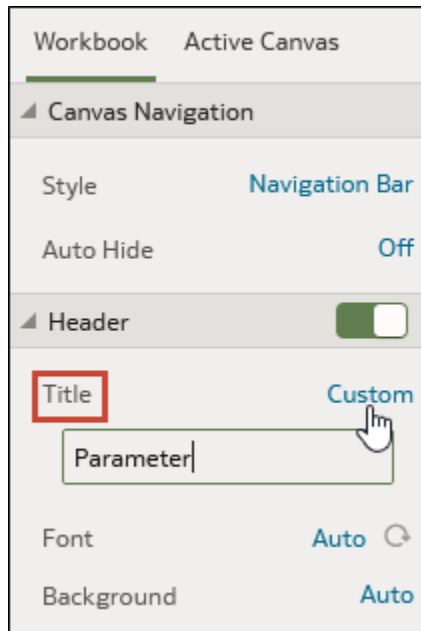 Workbook Active Canvas
Canvas Navigation
Style Navigation Bar
Auto Hide Off
Header
Title Custom
Parameter
Font Auto
Background Auto